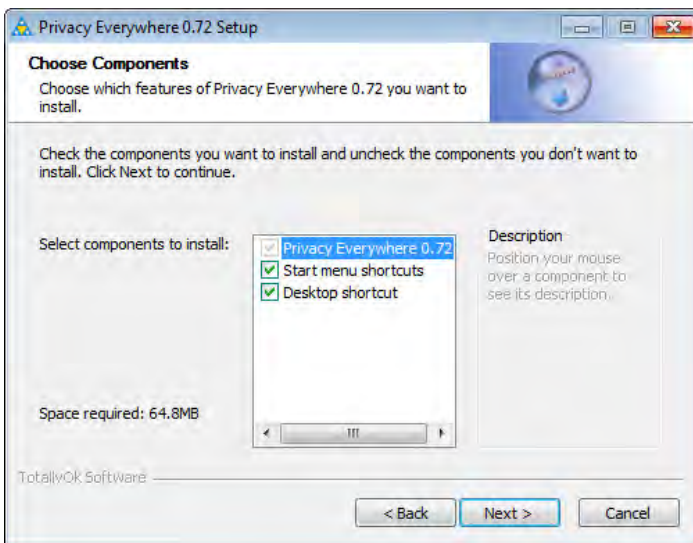 Privacy Everywhere 0.72 Setup
Choose Components
Choose which features of Privacy Everywhere 0.72 you want to
install.
Check the components you want to install and uncheck the components you don't want to
install. Click Next to continue.
Select components to install:
Privacy Everywhere 0.72
Start menu shortcuts
Desktop shortcut
Description
Position your mouse
over a component to
see its description.
Space required: 64.8MB
TotallyOk Software
< Back
Next >
Cancel